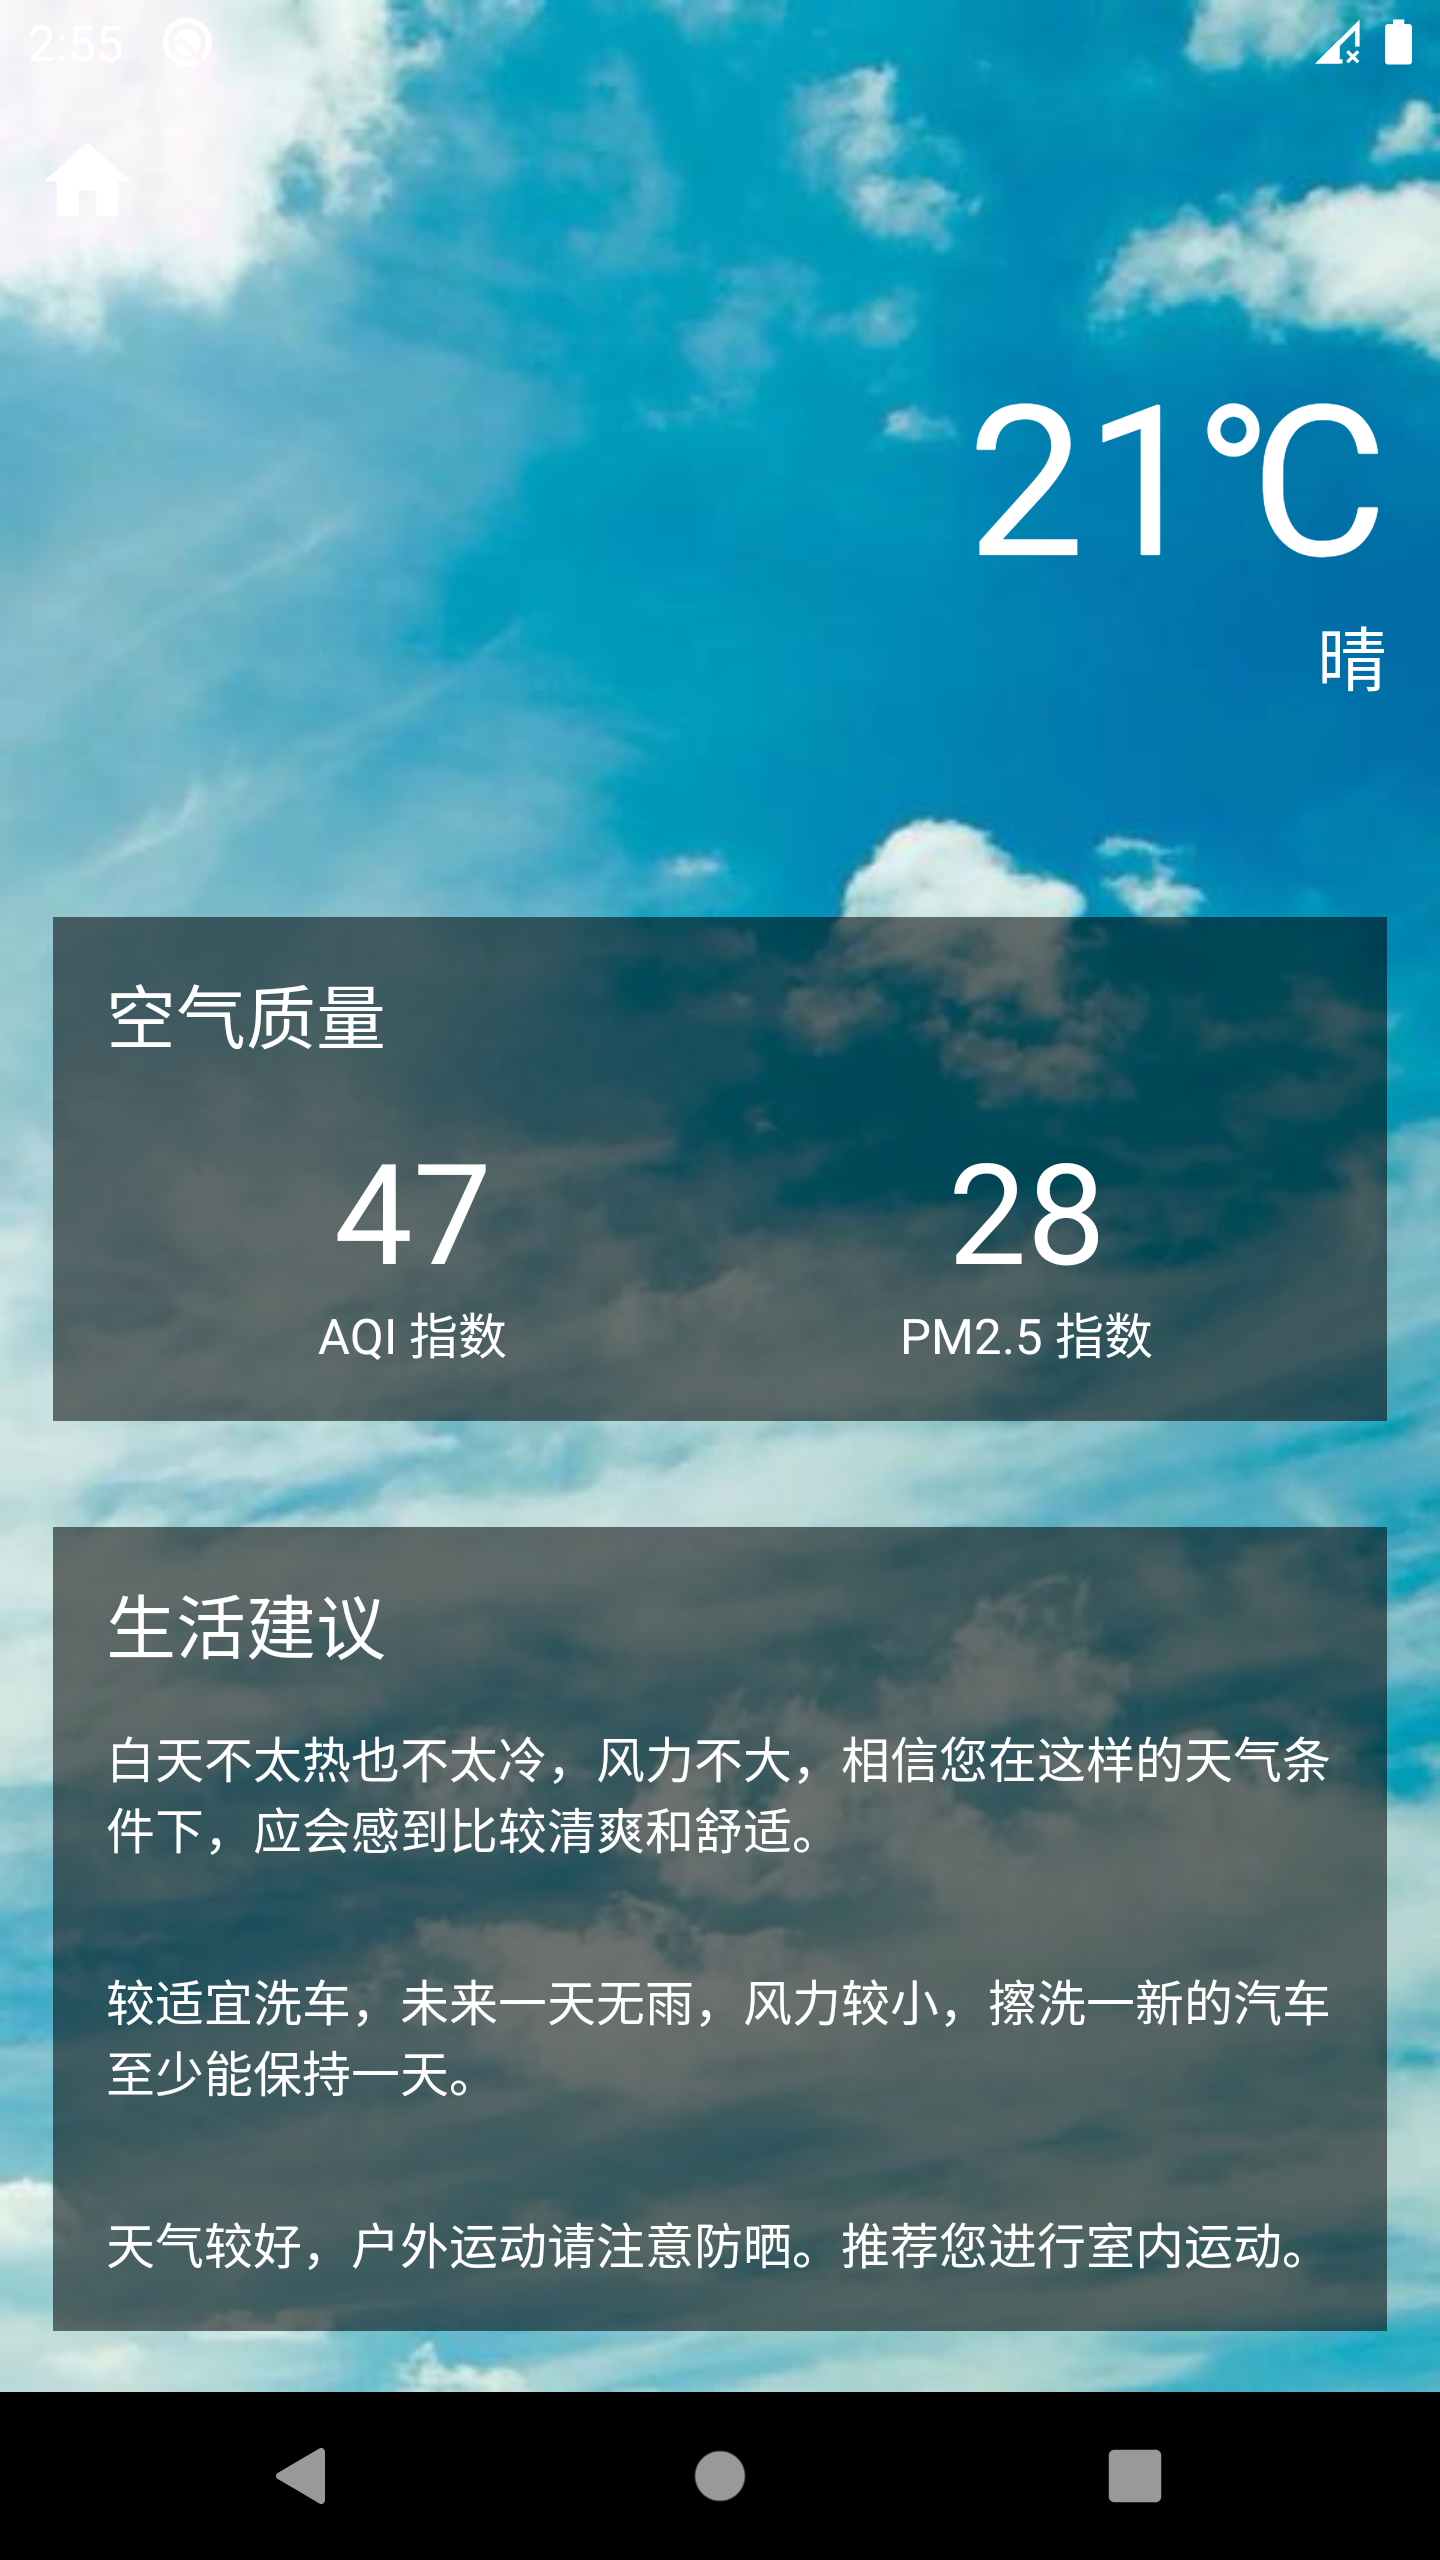 2:55
21℃
晴
空气质量
47
28
AQI 指数
PM2.5 指数
生活建议
白天不太热也不太冷，风力不大，相信您在这样的天气条
件下，应会感到比较清爽和舒适。
较适宜洗车，未来一天无雨，风力较小，擦洗一新的汽车
至少能保持一天。
天气较好，户外运动请注意防晒。推荐您进行室内运动。